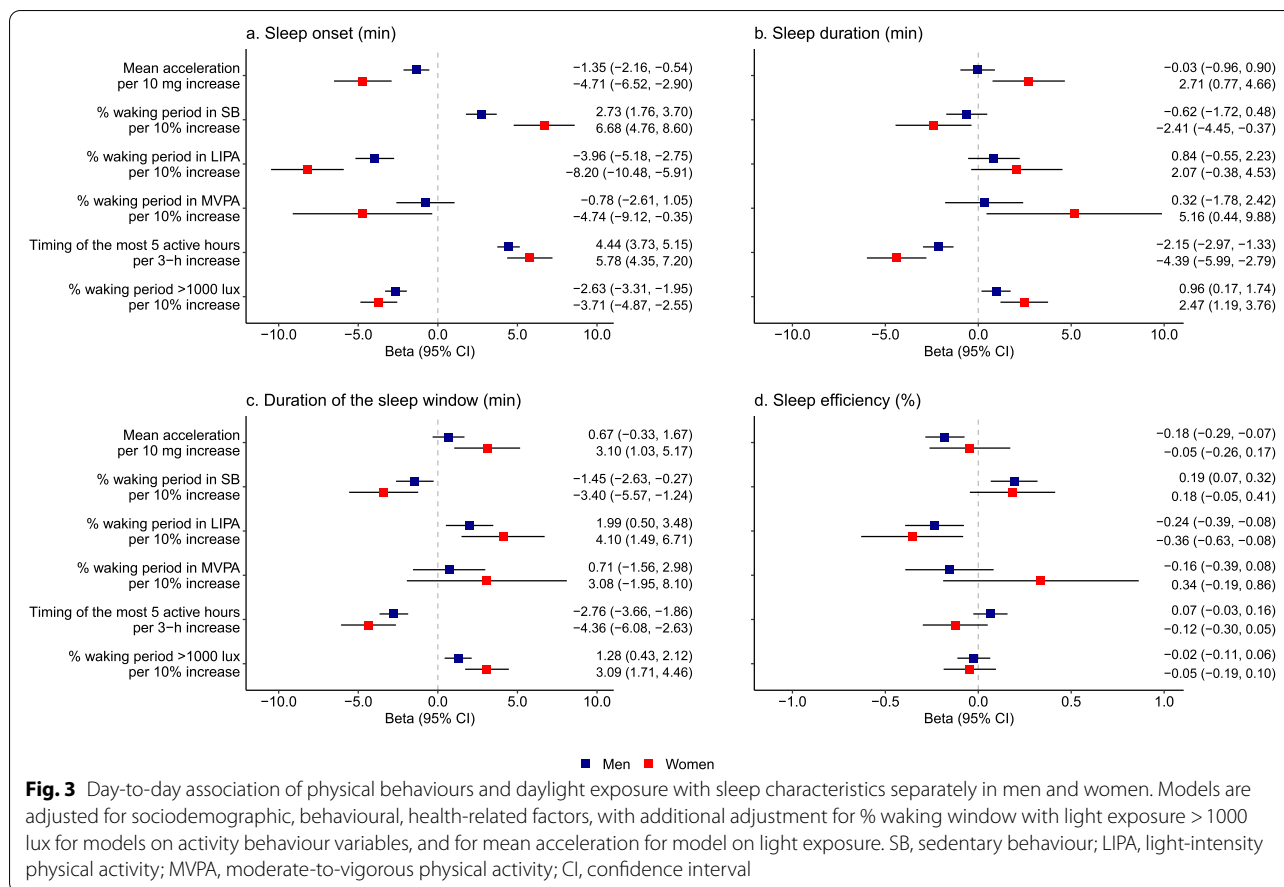 a. Sleep onset (min)
Mean acceleration
per 10 mg increase
−1.35 (−2.16, −0.54)
−4.71 (−6.52, −2.90)
% waking period in SB
per 10% increase
2.73 (1.76, 3.70)
6.68 (4.76, 8.60)
% waking period in LIPA
per 10% increase
−3.96 (−5.18, −2.75)
−8.20 (−10.48, −5.91)
% waking period in MVPA
per 10% increase
−0.78 (−2.61, 1.05)
−4.74 (−9.12, −0.35)
Timing of the most 5 active hours
per 3−h increase
4.44 (3.73, 5.15)
5.78 (4.35, 7.20)
% waking period >1000 lux
per 10% increase
−2.63 (−3.31, −1.95)
−3.71 (−4.87, −2.55)
−10.0 −5.0 0.0 5.0 10.0
Beta (95% CI)
b. Sleep duration (min)
−0.03 (−0.96, 0.90)
2.71 (0.77, 4.66)
−0.62 (−1.72, 0.48)
−2.41 (−4.45, −0.37)
0.84 (−0.55, 2.23)
2.07 (−0.38, 4.53)
0.32 (−1.78, 2.42)
5.16 (0.44, 9.88)
−2.15 (−2.97, −1.33)
−4.39 (−5.99, −2.79)
0.96 (0.17, 1.74)
2.47 (1.19, 3.76)
−10.0 −5.0 0.0 5.0 10.0
Beta (95% CI)
c. Duration of the sleep window (min)
Mean acceleration
per 10 mg increase
0.67 (−0.33, 1.67)
3.10 (1.03, 5.17)
% waking period in SB
per 10% increase
−1.45 (−2.63, −0.27)
−3.40 (−5.57, −1.24)
% waking period in LIPA
per 10% increase
1.99 (0.50, 3.48)
4.10 (1.49, 6.71)
% waking period in MVPA
per 10% increase
0.71 (−1.56, 2.98)
3.08 (−1.95, 8.10)
Timing of the most 5 active hours
per 3−h increase
−2.76 (−3.66, −1.86)
−4.36 (−6.08, −2.63)
% waking period >1000 lux
per 10% increase
1.28 (0.43, 2.12)
3.09 (1.71, 4.46)
−10.0 −5.0 0.0 5.0 10.0
Beta (95% CI)
d. Sleep efficiency (%)
−0.18 (−0.29, −0.07)
−0.05 (−0.26, 0.17)
0.19 (0.07, 0.32)
0.18 (−0.05, 0.41)
−0.24 (−0.39, −0.08)
−0.36 (−0.63, −0.08)
−0.16 (−0.39, 0.08)
0.34 (−0.19, 0.86)
0.07 (−0.03, 0.16)
−0.12 (−0.30, 0.05)
−0.02 (−0.11, 0.06)
−0.05 (−0.19, 0.10)
−1.0 −0.5 0.0 0.5 1.0
Beta (95% CI)
Men Women
Fig. 3 Day-to-day association of physical behaviours and daylight exposure with sleep characteristics separately in men and women. Models are
adjusted for sociodemographic, behavioural, health-related factors, with additional adjustment for % waking window with light exposure > 1000
lux for models on activity behaviour variables, and for mean acceleration for model on light exposure. SB, sedentary behaviour; LIPA, light-intensity
physical activity; MVPA, moderate-to-vigorous physical activity; CI, confidence interval